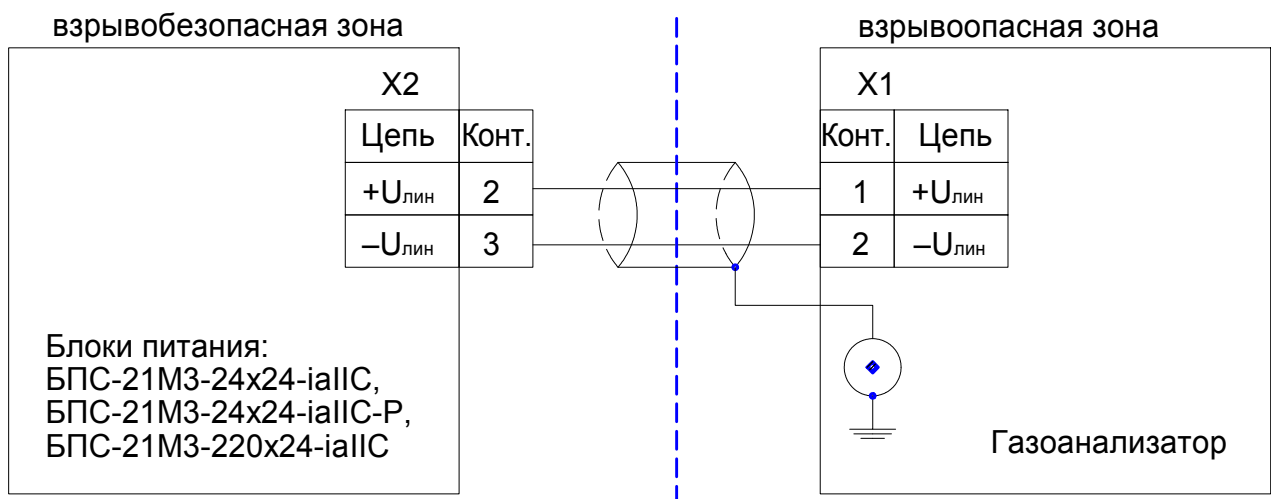 взрывобезопасная зона
взрывоопасная зона
X2
Цепь Конт.
+Uлин 2
–Uлин 3
X1
Конт. Цепь
1 +Uлин
2 –Uлин
Блоки питания:
БПС-21М3-24х24-iaIIC,
БПС-21М3-24х24-iaIIC-Р,
БПС-21М3-220х24-iaIIC
Газоанализатор